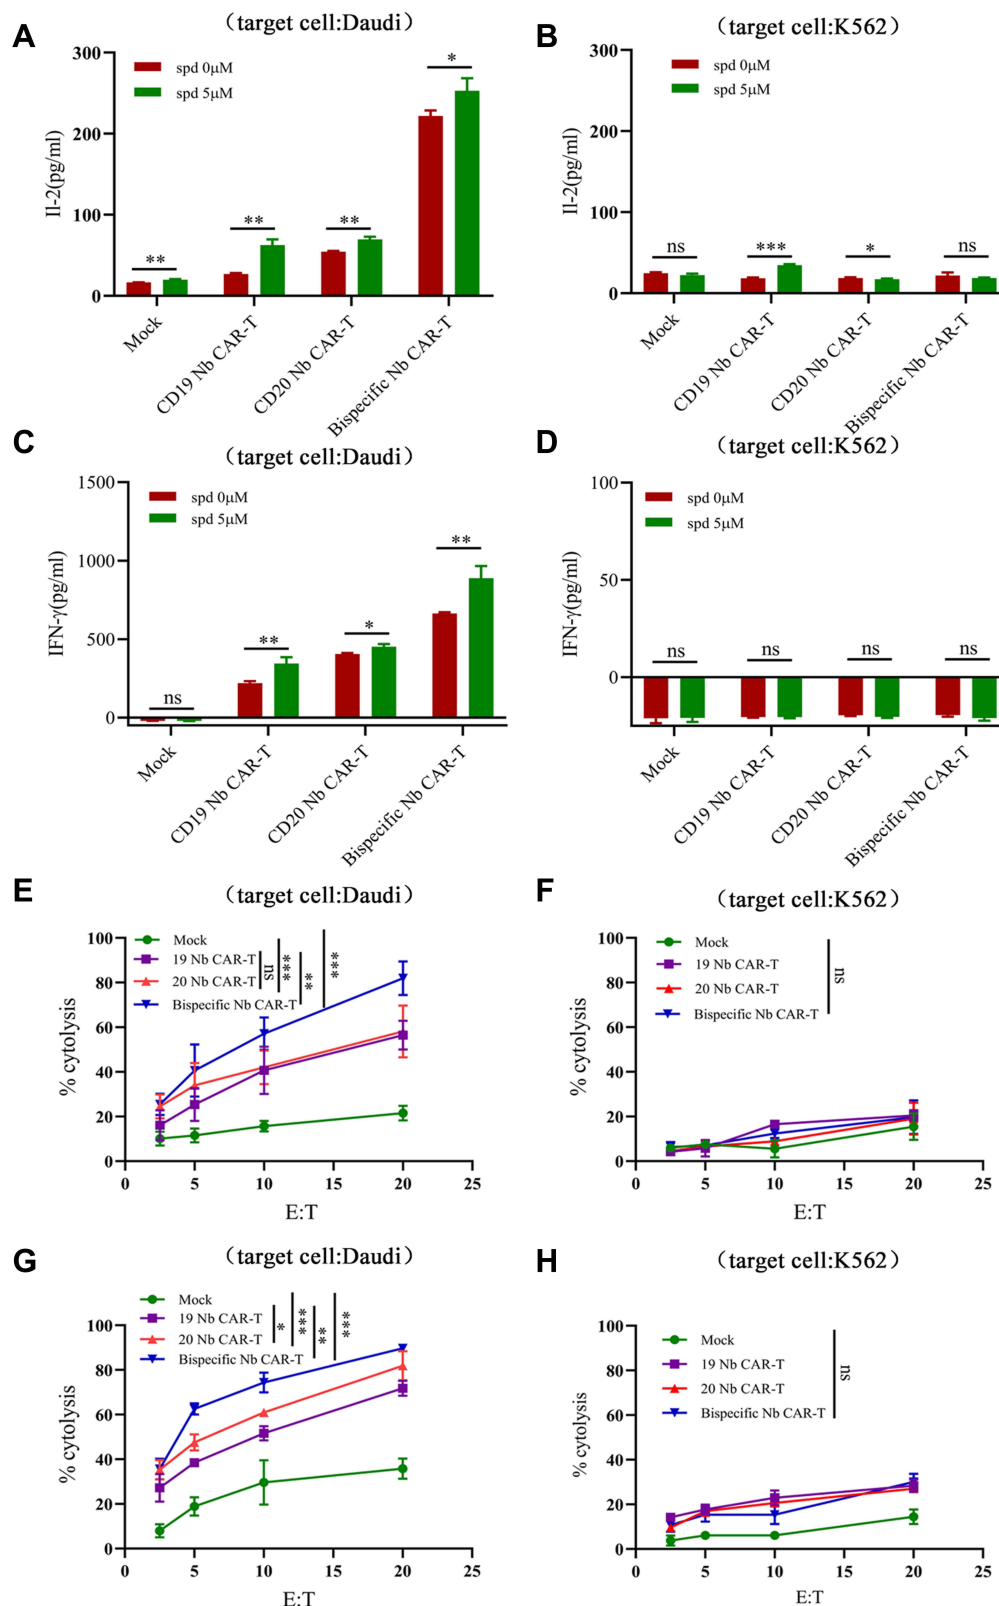 A
（target cell:Daudi）
300
200
100
0
Il-2(pg/ml)
spd 0μM
spd 5μM
**
**
**
*
Mock
CD19 Nb CAR-T
CD20 Nb CAR-T
Bispecific Nb CAR-T
B
（target cell:K562）
300
200
100
0
Il-2(pg/ml)
spd 0μM
spd 5μM
ns
***
*
ns
Mock
CD19 Nb CAR-T
CD20 Nb CAR-T
Bispecific Nb CAR-T
C
（target cell:Daudi）
1500
1000
500
0
IFN-γ(pg/ml)
spd 0μM
spd 5μM
ns
**
*
**
Mock
CD19 Nb CAR-T
CD20 Nb CAR-T
Bispecific Nb CAR-T
D
（target cell:K562）
100
50
0
IFN-γ(pg/ml)
spd 0μM
spd 5μM
ns
ns
ns
ns
Mock
CD19 Nb CAR-T
CD20 Nb CAR-T
Bispecific Nb CAR-T
E
（target cell:Daudi）
100
80
60
40
20
0
% cytolysis
Mock
19 Nb CAR-T
20 Nb CAR-T
Bispecific Nb CAR-T
ns
***
**
***
0 5 10 15 20 25
E:T
F
（target cell:K562）
100
80
60
40
20
0
% cytolysis
Mock
19 Nb CAR-T
20 Nb CAR-T
Bispecific Nb CAR-T
ns
0 5 10 15 20 25
E:T
G
（target cell:Daudi）
100
80
60
40
20
0
% cytolysis
Mock
19 Nb CAR-T
20 Nb CAR-T
Bispecific Nb CAR-T
*
***
**
***
0 5 10 15 20 25
E:T
H
（target cell:K562）
100
80
60
40
20
0
% cytolysis
Mock
19 Nb CAR-T
20 Nb CAR-T
Bispecific Nb CAR-T
ns
0 5 10 15 20 25
E:T